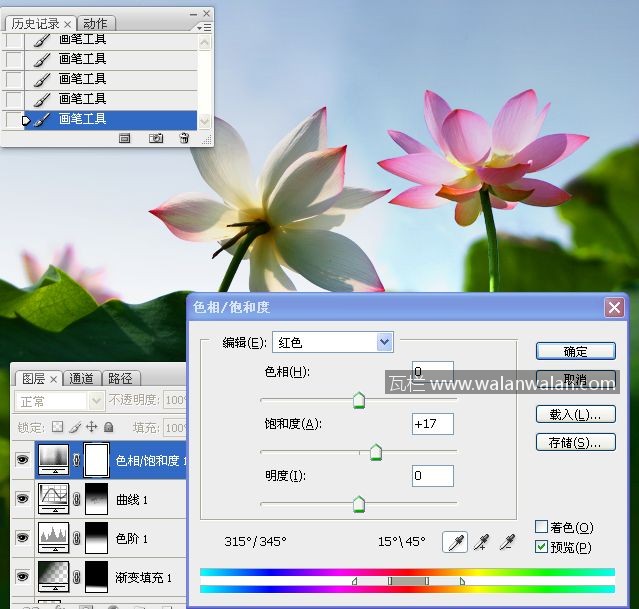 历史记录 × 动作
画笔工具
画笔工具
画笔工具
画笔工具
画笔工具
色相/饱和度
编辑(E): 红色
确定
色相(H): 0
取消
瓦栏 www.walanwalan.com
饱和度(A): +17
载入(L)...
存储(S)...
明度(I): 0
着色(O)
预览(P)
315°/345° 15°\45°
图层 × 通道 路径
正常 不透明度: 100
锁定: 填充: 100
色相/饱和度 1
曲线 1
色阶 1
渐变填充 1